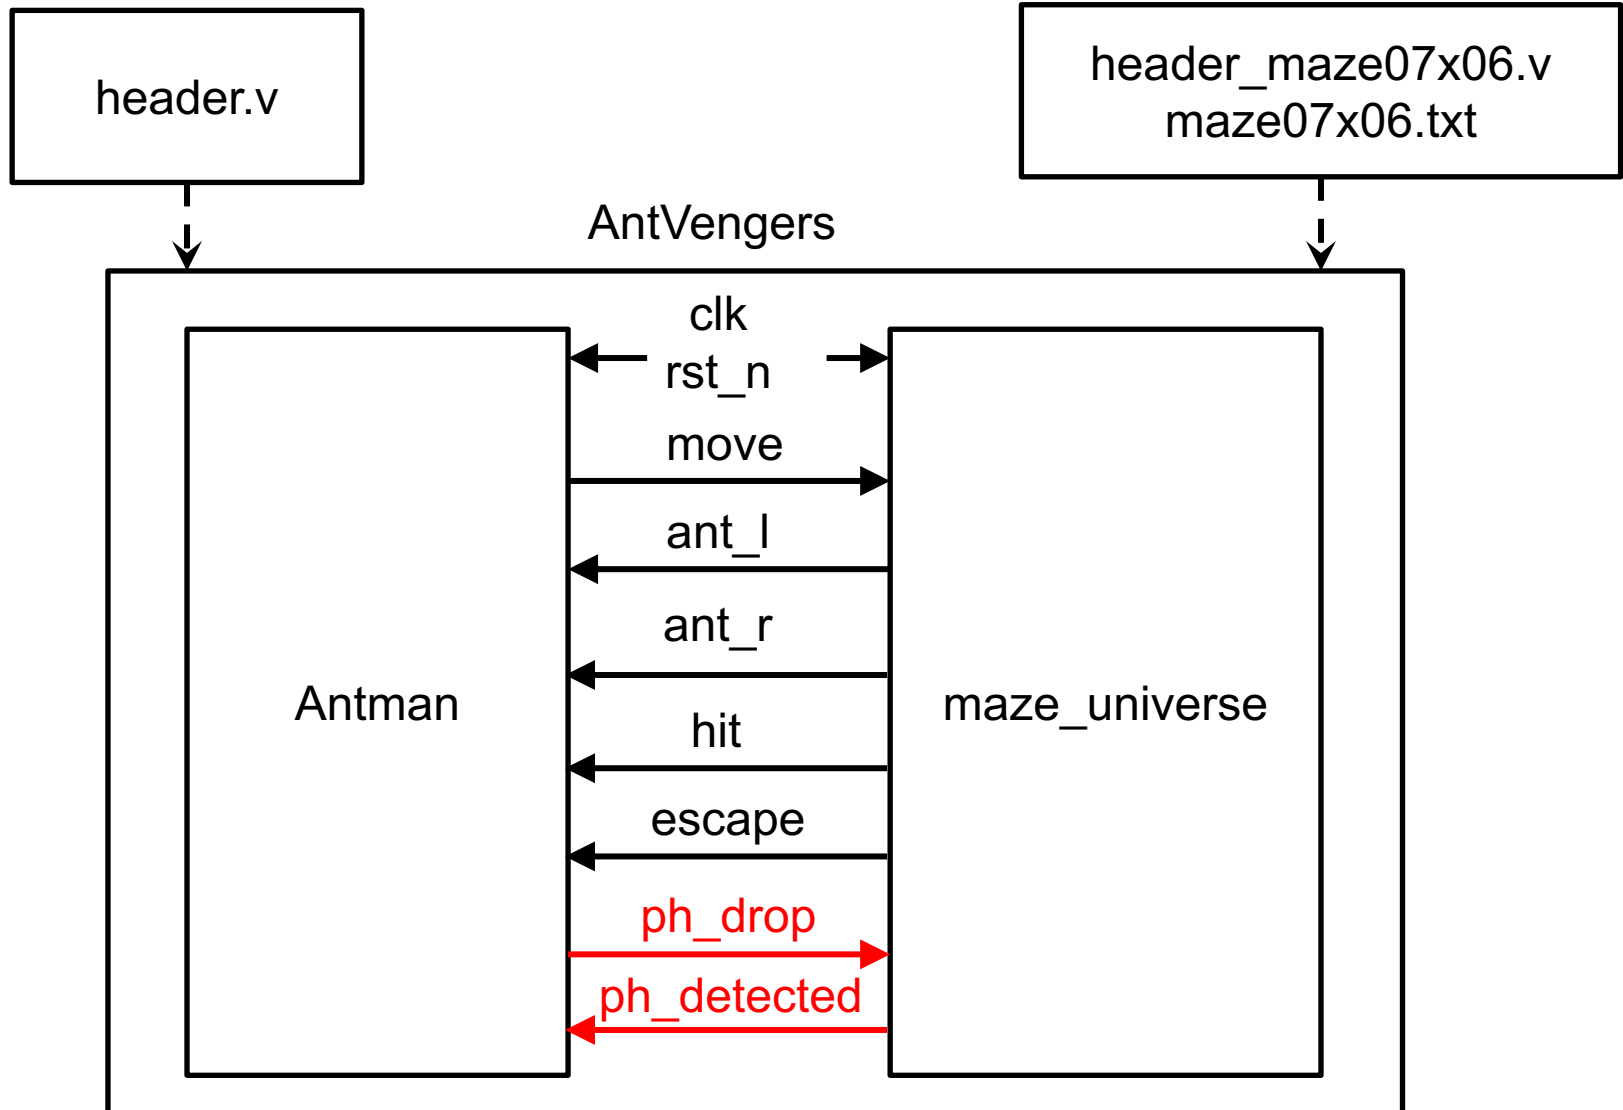 header.v
header_maze07x06.v
maze07x06.txt
AntVengers
clk
rst_n
move
ant_l
ant_r
Antman
maze_universe
hit
escape
ph_drop
ph_detected